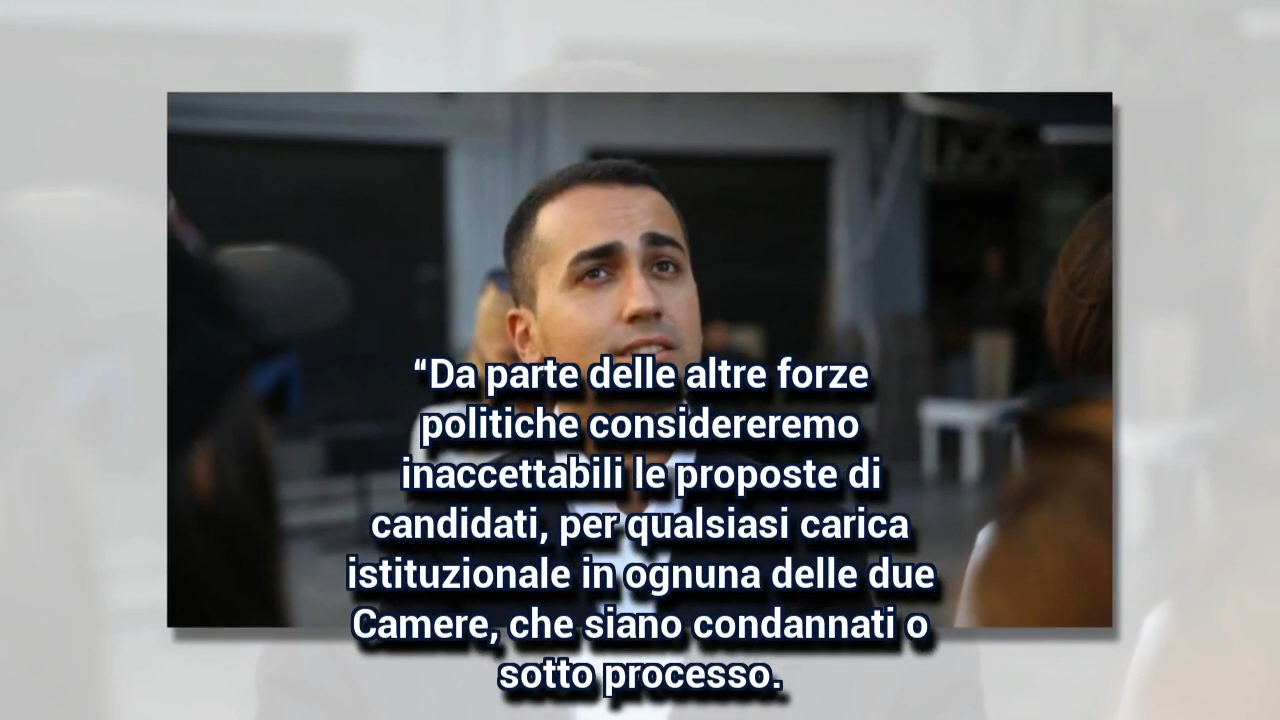 “Da parte delle altre forze
politiche considereremo
inaccettabili le proposte di
candidati, per qualsiasi carica
istituzionale in ognuna delle due
Camere, che siano condannati o
sotto processo.